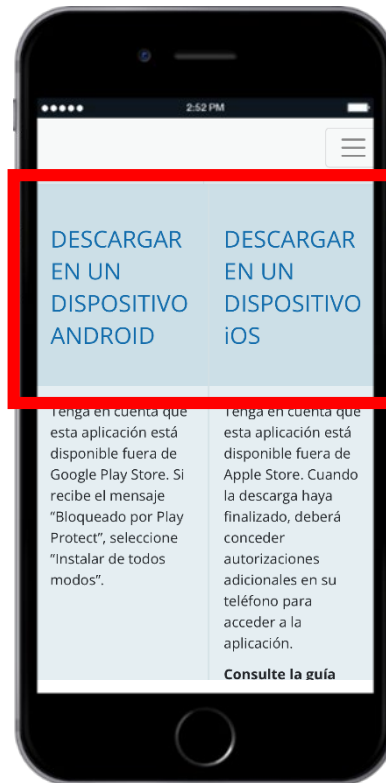 2:52 PM
DESCARGAR
EN UN
DISPOSITIVO
ANDROID
DESCARGAR
EN UN
DISPOSITIVO
iOS
Tenga en cuenta que
esta aplicación está
disponible fuera de
Google Play Store. Si
recibe el mensaje
“Bloqueado por Play
Protect”, seleccione
“Instalar de todos
modos”.
Tenga en cuenta que
esta aplicación está
disponible fuera de
Apple Store. Cuando
la descarga haya
finalizado, deberá
conceder
autorizaciones
adicionales en su
teléfono para
acceder a la
aplicación.
Consulte la guía